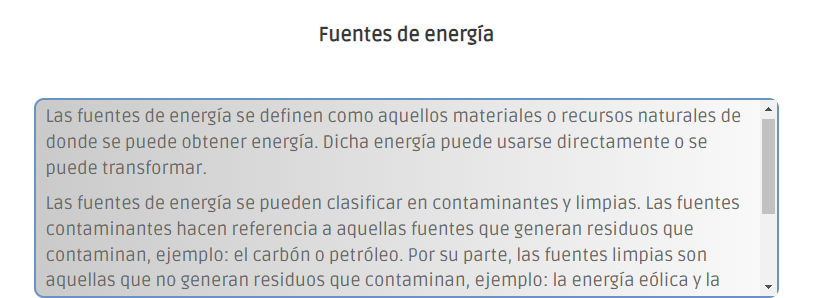 Fuentes de energía
Las fuentes de energía se definen como aquellos materiales o recursos naturales de
donde se puede obtener energía. Dicha energía puede usarse directamente o se
puede transformar.
Las fuentes de energía se pueden clasificar en contaminantes y limpias. Las fuentes
contaminantes hacen referencia a aquellas fuentes que generan residuos que
contaminan, ejemplo: el carbón o petróleo. Por su parte, las fuentes limpias son
aquellas que no generan residuos que contaminan, ejemplo: la energía eólica y la